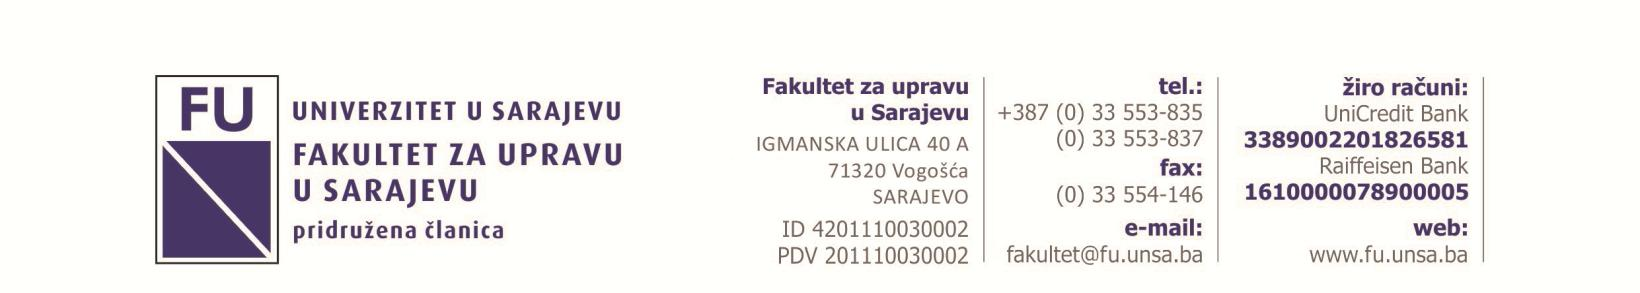 FU
UNIVERZITET U SARAJEVU
FAKULTET ZA UPRAVU
U SARAJEVU
pridružena članica
Fakultet za upravu
u Sarajevu
IGMANSKA ULICA 40 A
71320 Vogošća
SARAJEVO
ID 4201110030002
PDV 201110030002
tel.:
+387 (0) 33 553-835
(0) 33 553-837
fax:
(0) 33 554-146
e-mail:
fakultet@fu.unsa.ba
žiro računi:
UniCredit Bank
3389002201826581
Raiffeisen Bank
1610000078900005
web:
www.fu.unsa.ba